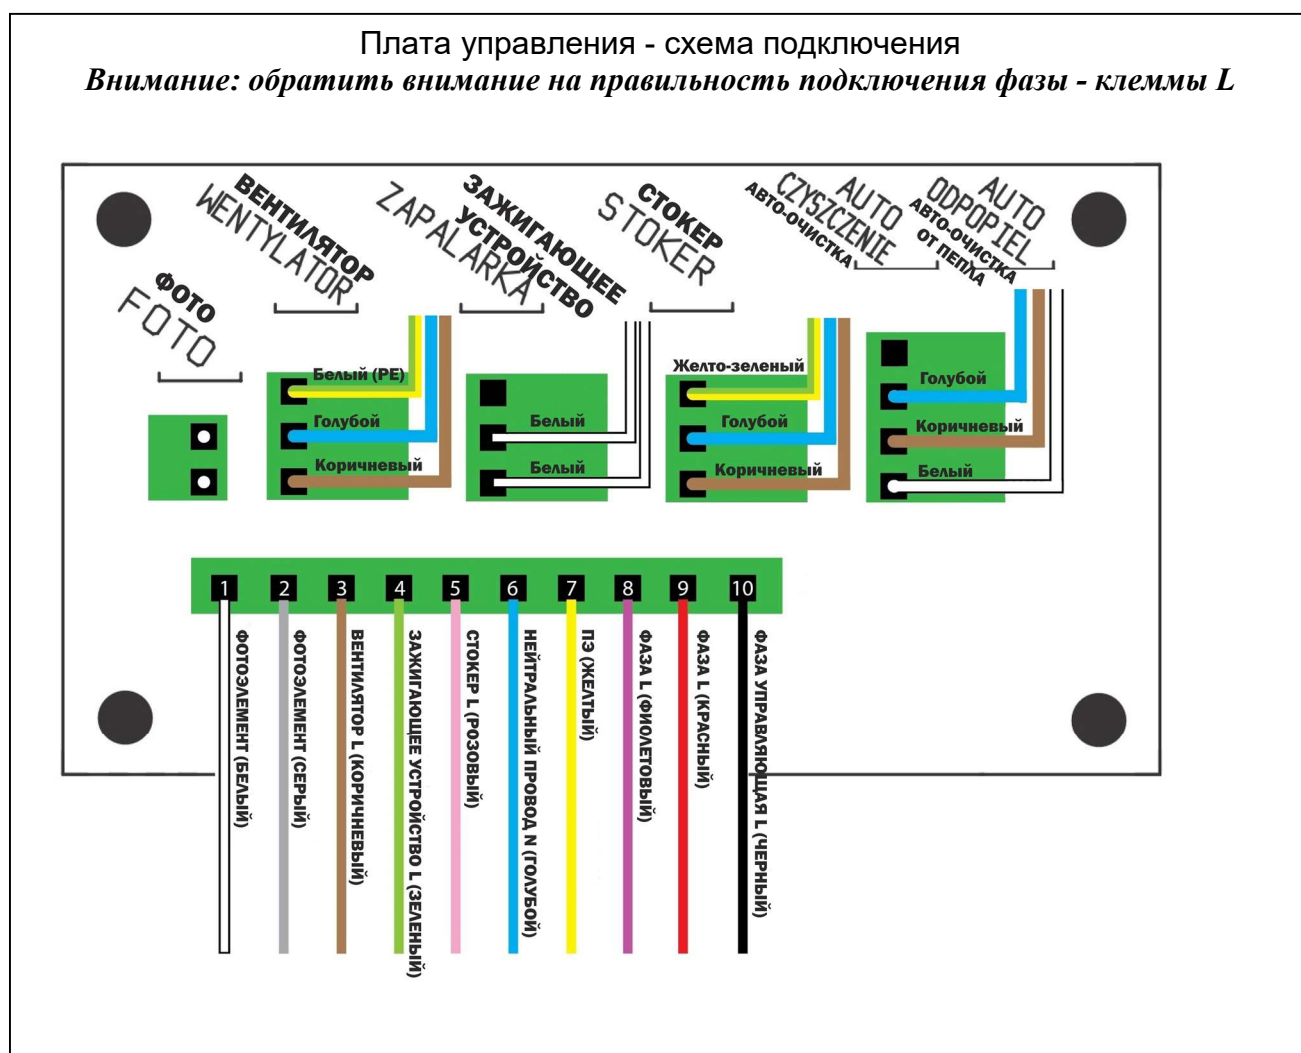 Плата управления - схема подключения
Внимание: обратить внимание на правильность подключения фазы - клеммы L
ФОТО
FOTO
ВЕНТИЛЯТОР
WENTYLATOR
ZAPALARKA
ЗАЖИГАЮЩЕЕ
УСТРОЙСТВО
СТОКЕР
STOKER
AUTO
CZYSZCZENIE
АВТО-ОЧИСТКА
AUTO
ODPOPIEL
АВТО-ОЧИСТКА
ОТ ПЕПЛА
Белый (PE)
Голубой
Коричневый
Белый
Белый
Желто-зеленый
Голубой
Коричневый
Голубой
Коричневый
Белый
1 2 3 4 5 6 7 8 9 10
ФОТОЭЛЕМЕНТ (БЕЛЫЙ)
ФОТОЭЛЕМЕНТ (СЕРЫЙ)
ВЕНТИЛЯТОР L (КОРИЧНЕВЫЙ)
ЗАЖИГАЮЩЕЕ УСТРОЙСТВО L (ЗЕЛЕНЫЙ)
СТОКЕР L (РОЗОВЫЙ)
НЕЙТРАЛЬНЫЙ ПРОВОД N (ГОЛУБОЙ)
ПЭ (ЖЕЛТЫЙ)
ФАЗА L (ФИОЛЕТОВЫЙ)
ФАЗА L (КРАСНЫЙ)
ФАЗА УПРАВЛЯЮЩАЯ L (ЧЕРНЫЙ)